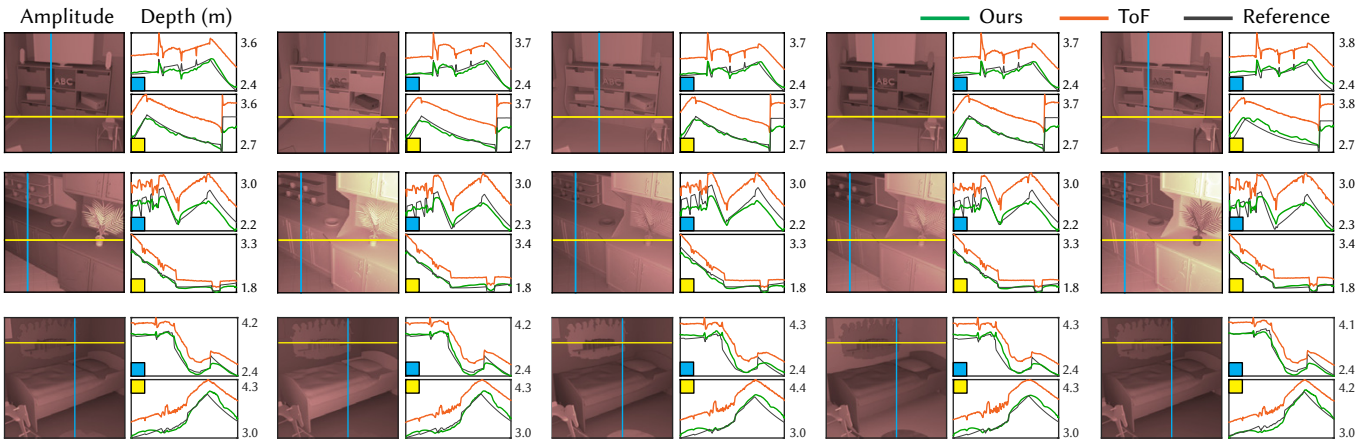 Amplitude Depth (m) Ours ToF Reference
3.6 3.7 3.7 3.7 3.8
ABC ABC ABC ABC ABC
2.4 2.4 2.4 2.4 2.4
3.6 3.7 3.7 3.7 3.8
2.7 2.7 2.7 2.7 2.7
3.0 3.0 3.0 3.0 3.0
2.2 2.2 2.2 2.2 2.3
3.3 3.3 3.4 3.3 3.4
1.8 1.8 1.8 1.8 1.8
4.2 4.2 4.3 4.3 4.1
2.4 2.4 2.4 2.4 2.4
4.3 4.3 4.4 4.3 4.2
3.0 3.0 3.0 3.0 3.0